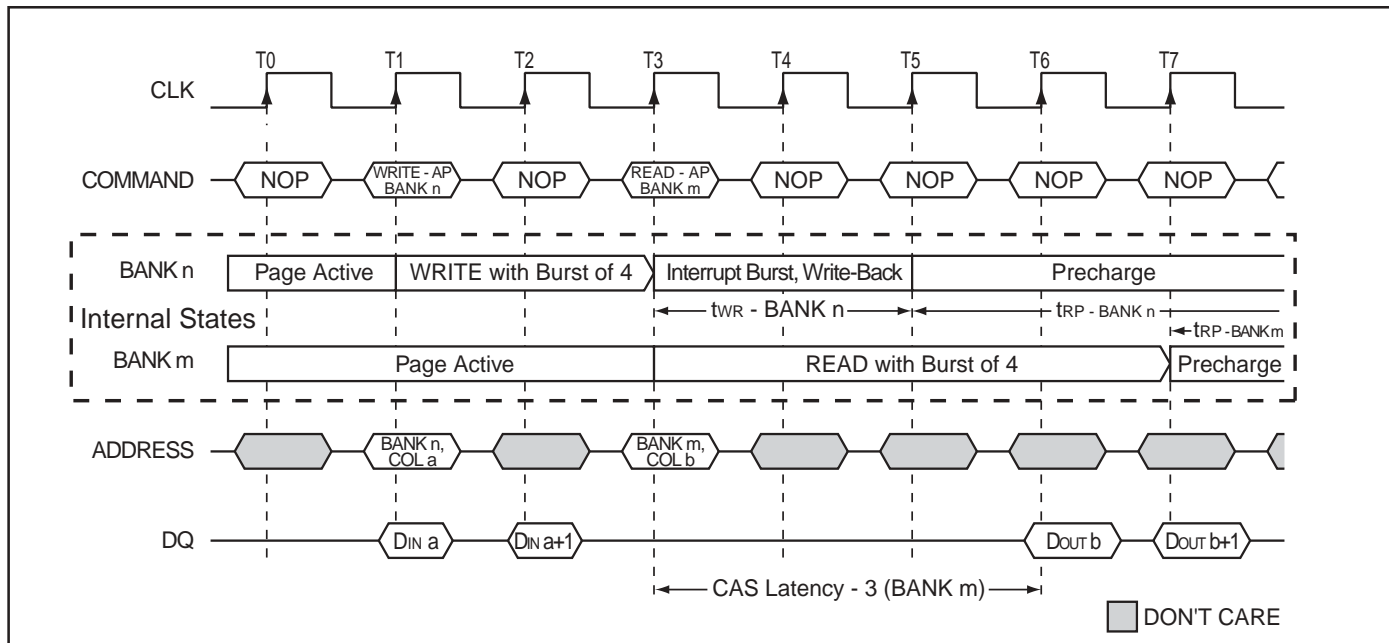 T0 T1 T2 T3 T4 T5 T6 T7
CLK
COMMAND NOP WRITE - AP BANK n NOP READ - AP BANK m NOP NOP NOP NOP
BANK n Page Active WRITE with Burst of 4 Interrupt Burst, Write-Back Precharge
tWR - BANK n tRP - BANK n
Internal States
tRP - BANK m
BANK m Page Active READ with Burst of 4 Precharge
ADDRESS BANK n, COL a BANK m, COL b
DQ DIN a DIN a+1 DOUT b DOUT b+1
CAS Latency - 3 (BANK m)
DON'T CARE